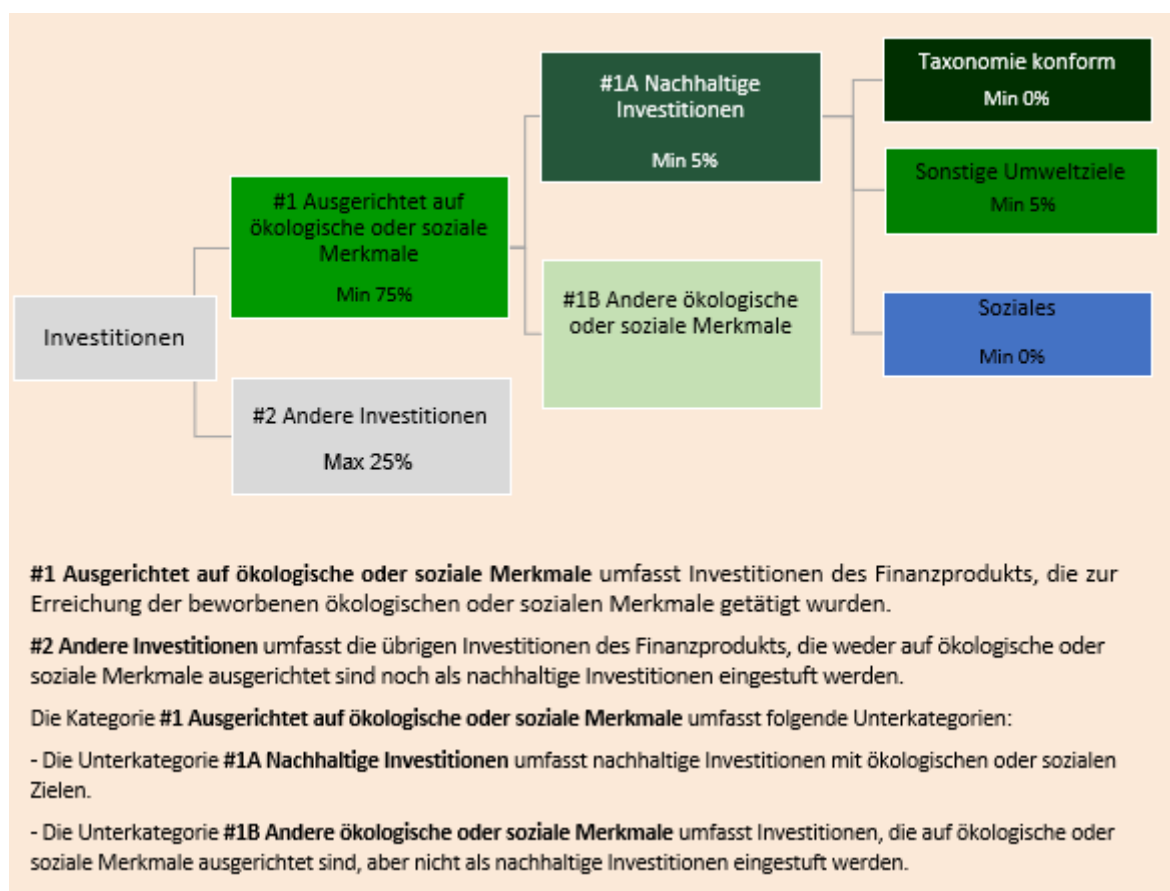 Investitionen
#1 Ausgerichtet auf
ökologische oder soziale
Merkmale
Min 75%
#2 Andere Investitionen
Max 25%
#1A Nachhaltige
Investitionen
Min 5%
#1B Andere ökologische
oder soziale Merkmale
Taxonomie konform
Min 0%
Sonstige Umweltziele
Min 5%
Soziales
Min 0%
#1 Ausgerichtet auf ökologische oder soziale Merkmale umfasst Investitionen des Finanzprodukts, die zur
Erreichung der beworbenen ökologischen oder sozialen Merkmale getätigt wurden.
#2 Andere Investitionen umfasst die übrigen Investitionen des Finanzprodukts, die weder auf ökologische oder
soziale Merkmale ausgerichtet sind noch als nachhaltige Investitionen eingestuft werden.
Die Kategorie #1 Ausgerichtet auf ökologische oder soziale Merkmale umfasst folgende Unterkategorien:
- Die Unterkategorie #1A Nachhaltige Investitionen umfasst nachhaltige Investitionen mit ökologischen oder sozialen
Zielen.
- Die Unterkategorie #1B Andere ökologische oder soziale Merkmale umfasst Investitionen, die auf ökologische oder
soziale Merkmale ausgerichtet sind, aber nicht als nachhaltige Investitionen eingestuft werden.